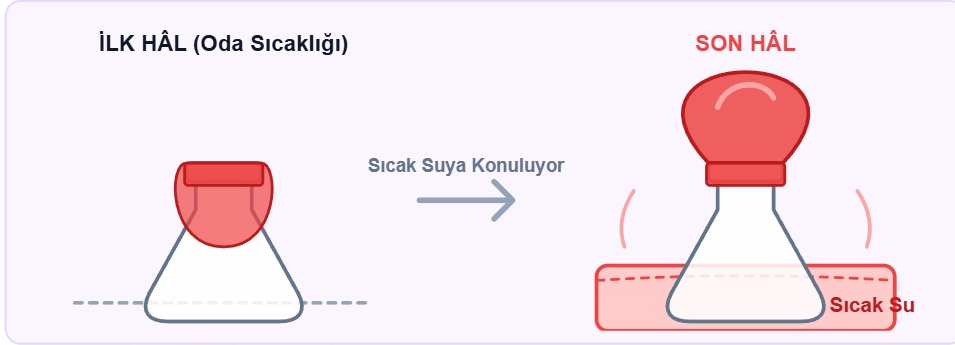 İLK HÂL (Oda Sıcaklığı)
SON HÂL
Sıcak Suya Konuluyor
Sıcak Su